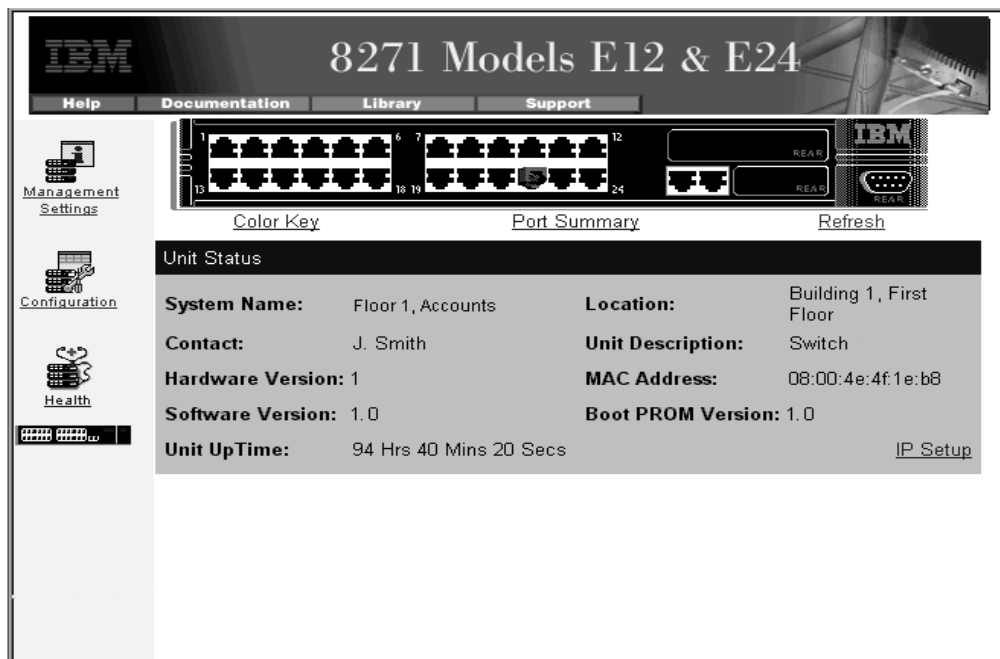 IBM
8271 Models E12 & E24
Help Documentation Library Support
1 6 7 12
REAR
IBM
13 18 19 24
REAR
REAR
Color Key Port Summary Refresh
Management
Settings
Configuration
Health
Unit Status
System Name: Floor 1, Accounts Location: Building 1, First
Floor
Contact: J. Smith Unit Description: Switch
Hardware Version: 1 MAC Address: 08:00:4e:4f:1e:b8
Software Version: 1.0 Boot PROM Version: 1.0
Unit UpTime: 94 Hrs 40 Mins 20 Secs IP Setup